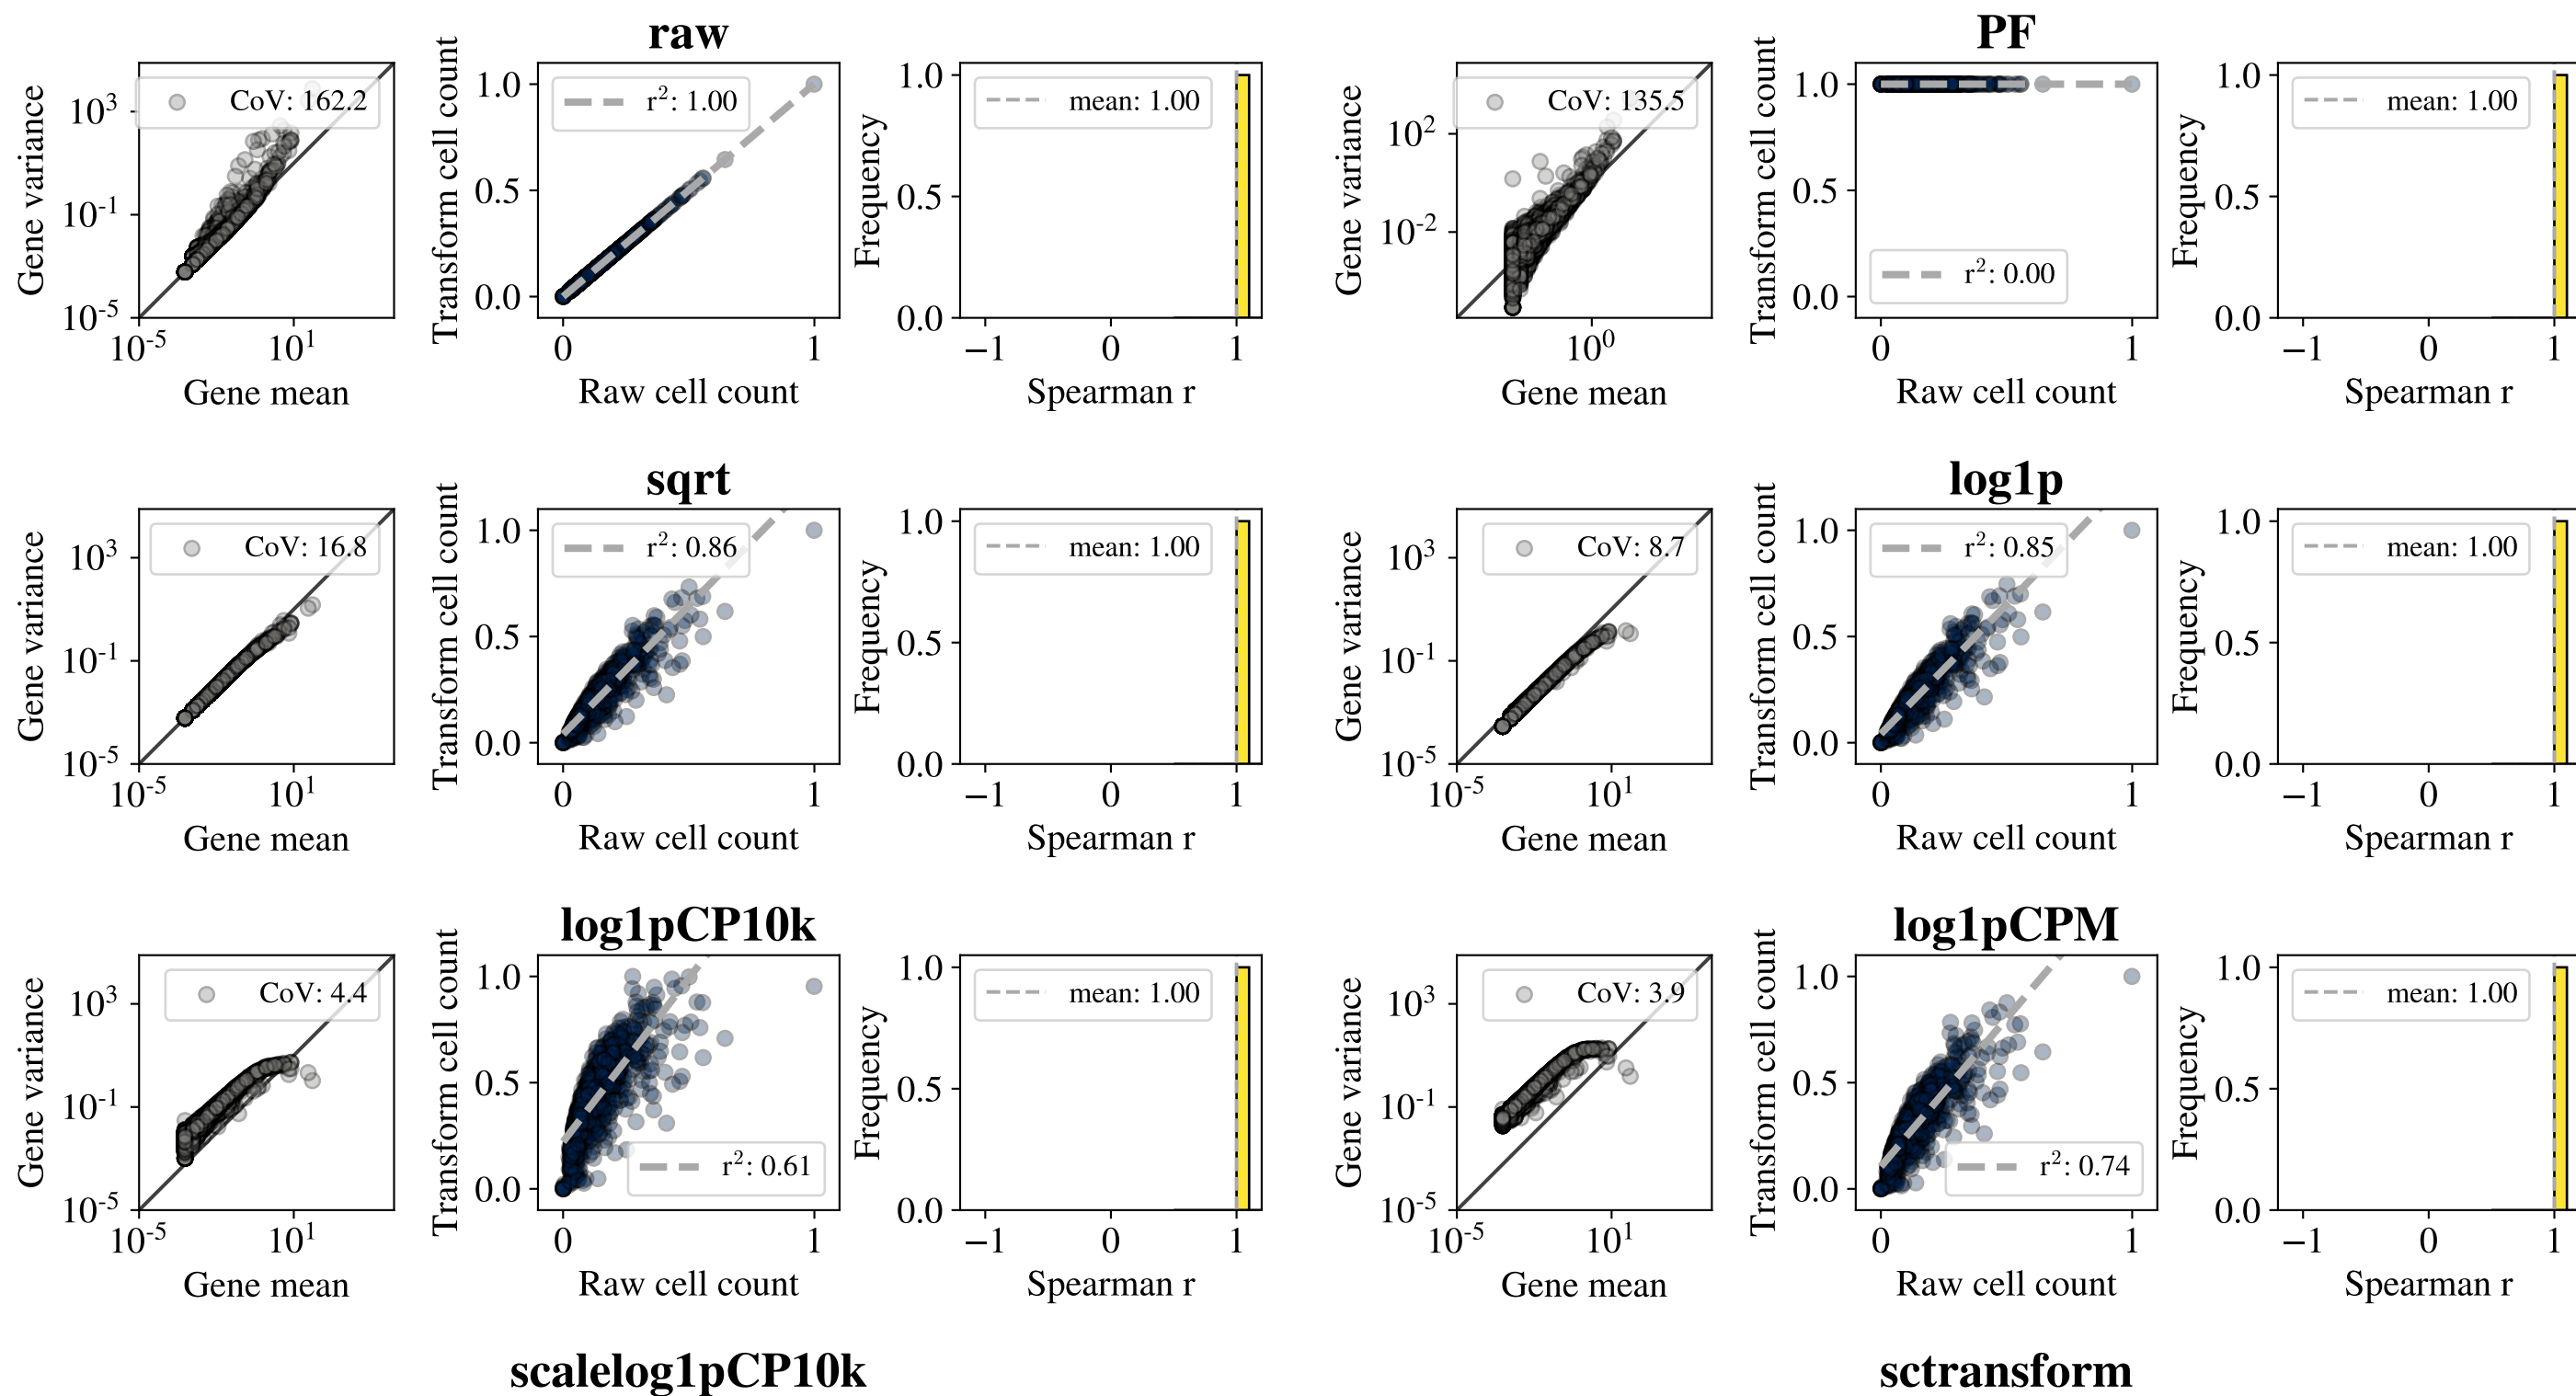 raw
Gene variance
10³
10⁻¹
10⁻⁵
CoV: 162.2
10⁻⁵
10¹
Gene mean
Transform cell count
1.0
0.5
0.0
r²: 1.00
0
1
Raw cell count
Frequency
1.0
0.5
0.0
mean: 1.00
−1
0
1
Spearman r
PF
Gene variance
10²
10⁻²
CoV: 135.5
10⁰
Gene mean
Transform cell count
1.0
0.5
0.0
r²: 0.00
0
1
Raw cell count
Frequency
1.0
0.5
0.0
mean: 1.00
−1
0
1
Spearman r
sqrt
Gene variance
10³
10⁻¹
10⁻⁵
CoV: 16.8
10⁻⁵
10¹
Gene mean
Transform cell count
1.0
0.5
0.0
r²: 0.86
0
1
Raw cell count
Frequency
1.0
0.5
0.0
mean: 1.00
−1
0
1
Spearman r
log1p
Gene variance
10³
10⁻¹
10⁻⁵
CoV: 8.7
10⁻⁵
10¹
Gene mean
Transform cell count
1.0
0.5
0.0
r²: 0.85
0
1
Raw cell count
Frequency
1.0
0.5
0.0
mean: 1.00
−1
0
1
Spearman r
log1pCP10k
Gene variance
10³
10⁻¹
10⁻⁵
CoV: 4.4
10⁻⁵
10¹
Gene mean
Transform cell count
1.0
0.5
0.0
r²: 0.61
0
1
Raw cell count
Frequency
1.0
0.5
0.0
mean: 1.00
−1
0
1
Spearman r
log1pCPM
Gene variance
10³
10⁻¹
10⁻⁵
CoV: 3.9
10⁻⁵
10¹
Gene mean
Transform cell count
1.0
0.5
0.0
r²: 0.74
0
1
Raw cell count
Frequency
1.0
0.5
0.0
mean: 1.00
−1
0
1
Spearman r
scalelog1pCP10k
sctransform